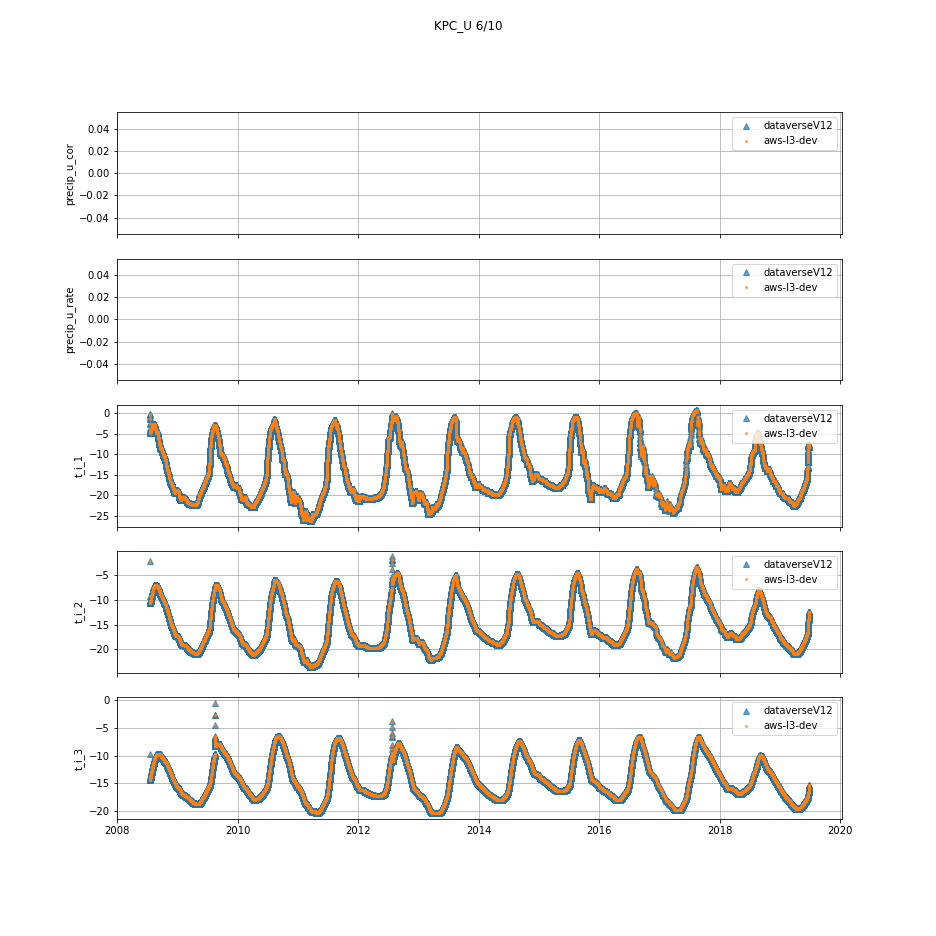 KPC_U 6/10
precip_u_cor
0.04
0.02
0.00
−0.02
−0.04
dataverseV12
aws-l3-dev
precip_u_rate
0.04
0.02
0.00
−0.02
−0.04
dataverseV12
aws-l3-dev
t_i_1
0
−5
−10
−15
−20
−25
dataverseV12
aws-l3-dev
t_i_2
−5
−10
−15
−20
dataverseV12
aws-l3-dev
t_i_3
0
−5
−10
−15
−20
dataverseV12
aws-l3-dev
2008 2010 2012 2014 2016 2018 2020